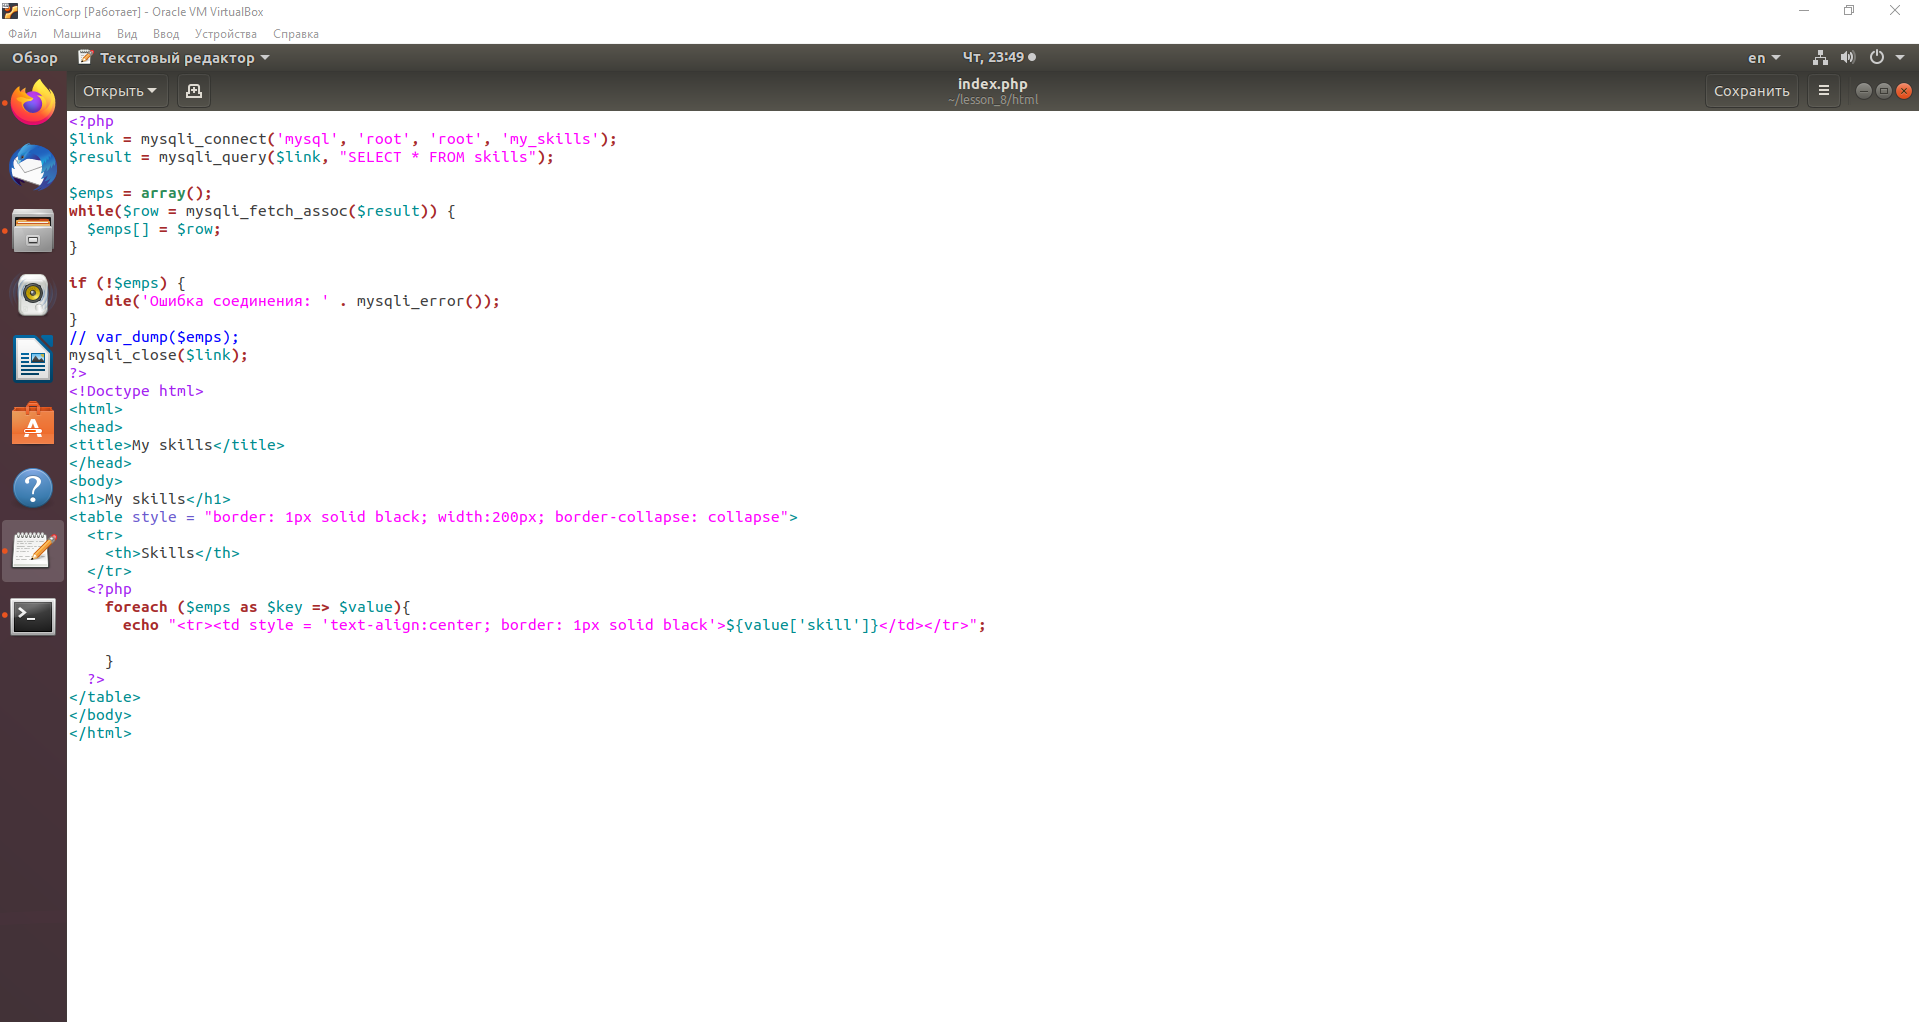 VizionCorp [Работает] - Oracle VM VirtualBox
Файл Машина Вид Ввод Устройства Справка
Обзор Текстовый редактор Чт, 23:49 en
Открыть index.php Сохранить
~/lesson_8/html
<?php
$link = mysqli_connect('mysql', 'root', 'root', 'my_skills');
$result = mysqli_query($link, "SELECT * FROM skills");
$emps = array();
while($row = mysqli_fetch_assoc($result)) {
  $emps[] = $row;
}
if (!$emps) {
    die('Ошибка соединения: ' . mysqli_error());
}
// var_dump($emps);
mysqli_close($link);
?>
<!Doctype html>
<html>
<head>
<title>My skills</title>
</head>
<body>
<h1>My skills</h1>
<table style = "border: 1px solid black; width:200px; border-collapse: collapse">
  <tr>
    <th>Skills</th>
  </tr>
  <?php
    foreach ($emps as $key => $value){
      echo "<tr><td style = 'text-align:center; border: 1px solid black'>${value['skill']}</td></tr>";
    }
  ?>
</table>
</body>
</html>